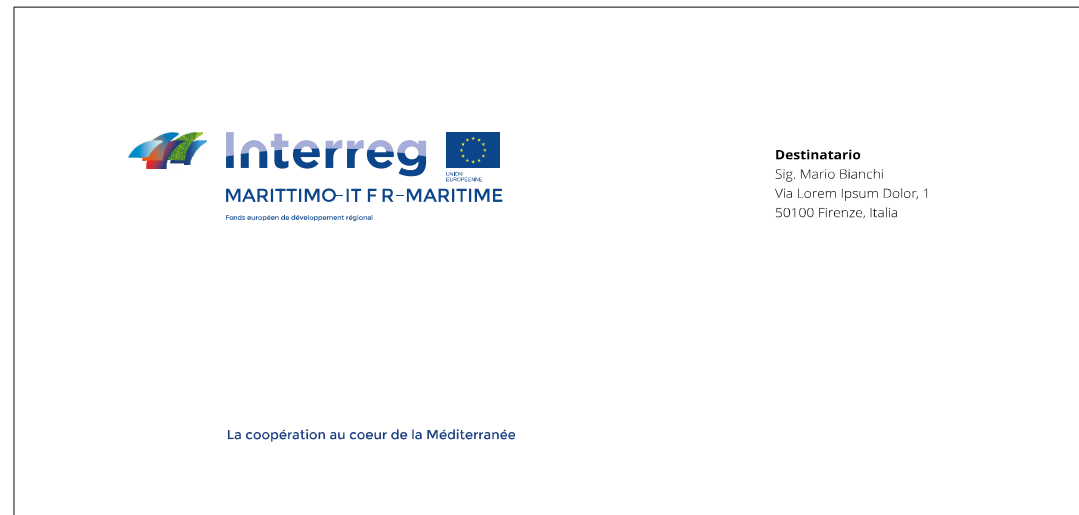 Interreg
UNION
EUROPÉENNE
MARITTIMO-IT FR-MARITIME
Fonds européen de développement régional
Destinatario
Sig. Mario Bianchi
Via Lorem Ipsum Dolor, 1
50100 Firenze, Italia
La coopération au coeur de la Méditerranée